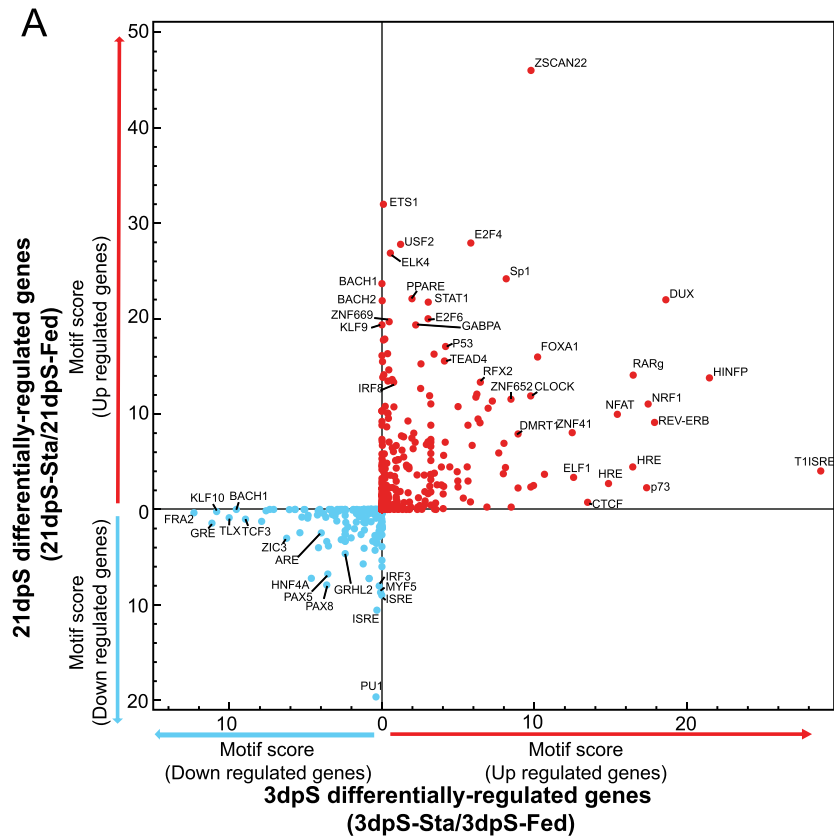 A
50
ZSCAN22
40
ETS1
30
USF2
E2F4
ELK4
Sp1
BACH1
PPARE
DUX
BACH2
STAT1
20
ZNF669
E2F6
KLF9
GABPA
P53
FOXA1
TEAD4
RARg
HINFP
RFX2
IRF8
ZNF652
CLOCK
NRF1
NFAT
10
REV-ERB
DMRT1
ZNF41
HRE
T1ISRE
ELF1
HRE
p73
CTCF
0
KLF10
BACH1
FRA2
GRE
TLX
TCF3
ZIC3
ARE
HNF4A
GRHL2
IRF3
PAX5
MYF5
PAX8
ISRE
10
ISRE
PU1
20
10
0
10
20
21dpS differentially-regulated genes
(21dpS-Sta/21dpS-Fed)
Motif score
(Up regulated genes)
Motif score
(Down regulated genes)
Motif score
(Down regulated genes)
Motif score
(Up regulated genes)
3dpS differentially-regulated genes
(3dpS-Sta/3dpS-Fed)